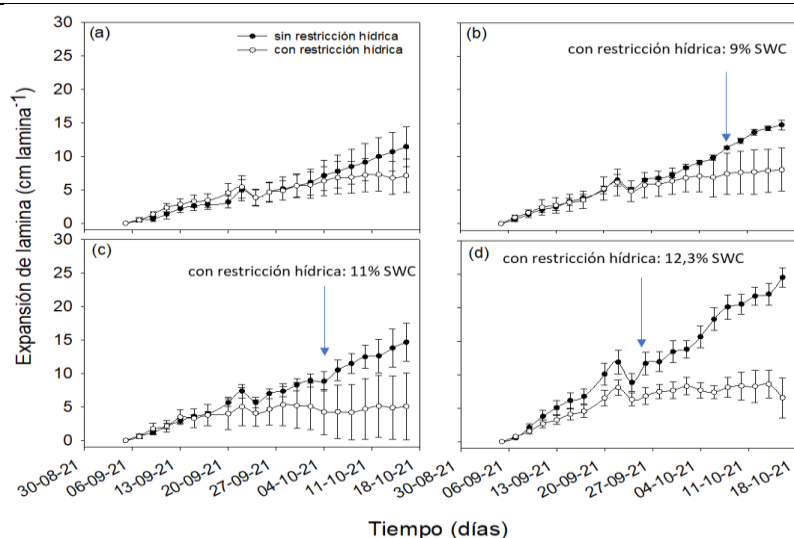 30
25
20
15
10
5
0
(a)
sin restricción hídrica
con restricción hídrica
(b)
con restricción hídrica: 9% SWC
30
25
20
15
10
5
0
(c)
con restricción hídrica: 11% SWC
(d)
con restricción hídrica: 12,3% SWC
Expansión de lamina (cm lamina⁻¹)
30-08-21
06-09-21
13-09-21
20-09-21
27-09-21
04-10-21
11-10-21
18-10-21
30-08-21
06-09-21
13-09-21
20-09-21
27-09-21
04-10-21
11-10-21
18-10-21
Tiempo (días)